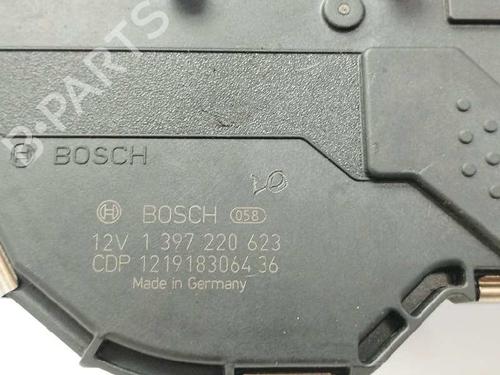 B-PARTS
BOSCH
BOSCH 058
12V 1 397 220 623
CDP 1219183064 36
Made in Germany